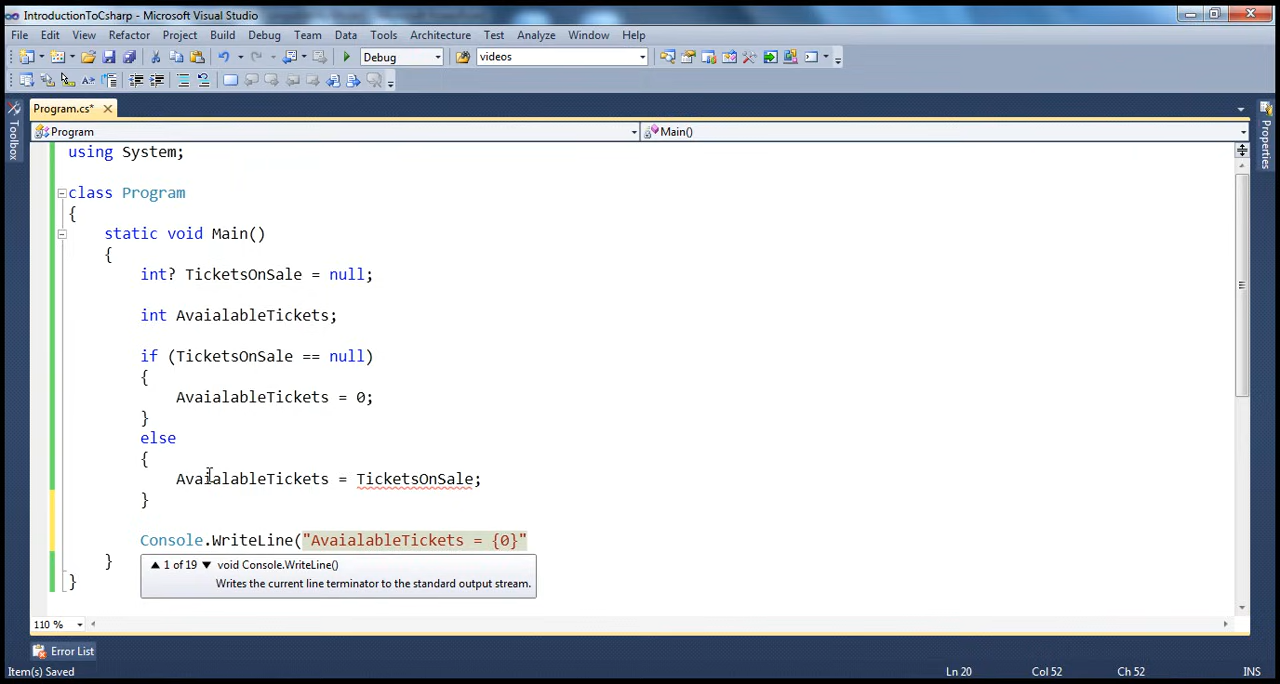 IntroductionToCsharp - Microsoft Visual Studio
File Edit View Refactor Project Build Debug Team Data Tools Architecture Test Analyze Window Help
Debug videos
Program.cs*
Program Main()
Toolbox
Properties
using System;
class Program
{
static void Main()
{
int? TicketsOnSale = null;
int AvaialableTickets;
if (TicketsOnSale == null)
{
AvaialableTickets = 0;
}
else
{
AvaialableTickets = TicketsOnSale;
}
Console.WriteLine("AvaialableTickets = {0}"
}
1 of 19 void Console.WriteLine()
}
Writes the current line terminator to the standard output stream.
110 %
Error List
Item(s) Saved Ln 20 Col 52 Ch 52 INS